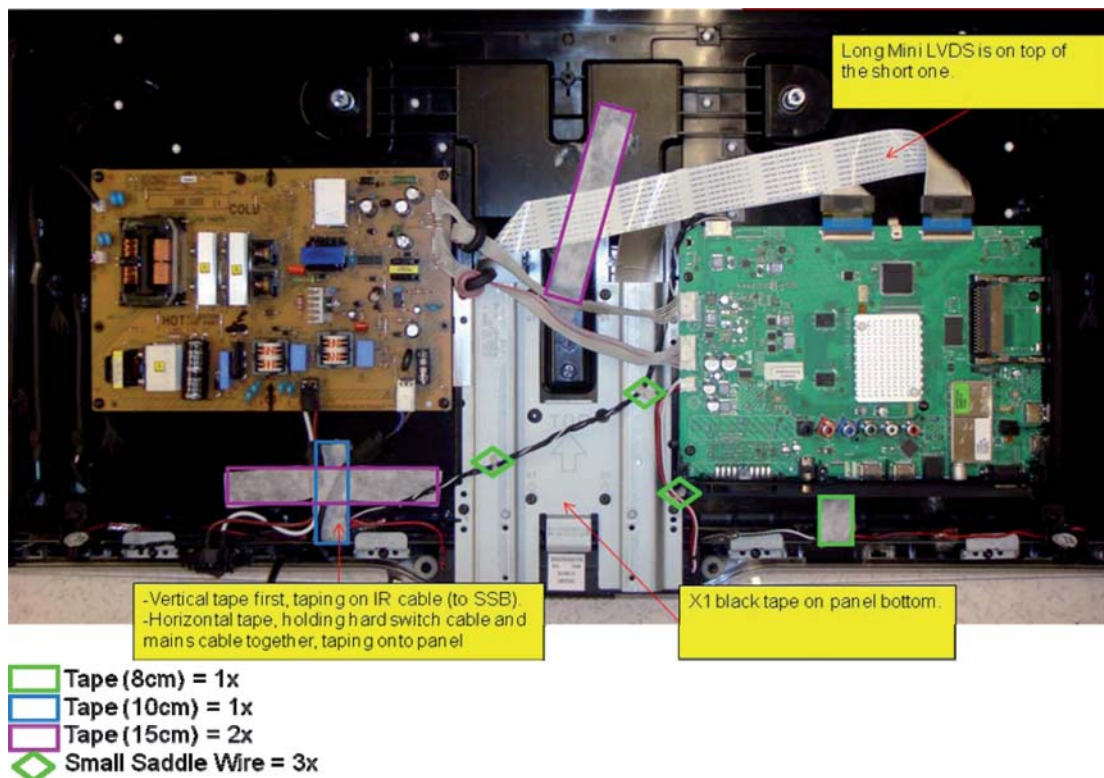 Long Mini LVDS is on top of
the short one.
COLD
HOT
TOP
-Vertical tape first, taping on IR cable (to SSB).
-Horizontal tape, holding hard switch cable and
mains cable together, taping onto panel
X1 black tape on panel bottom.
Tape (8cm) = 1x
Tape (10cm) = 1x
Tape (15cm) = 2x
Small Saddle Wire = 3x